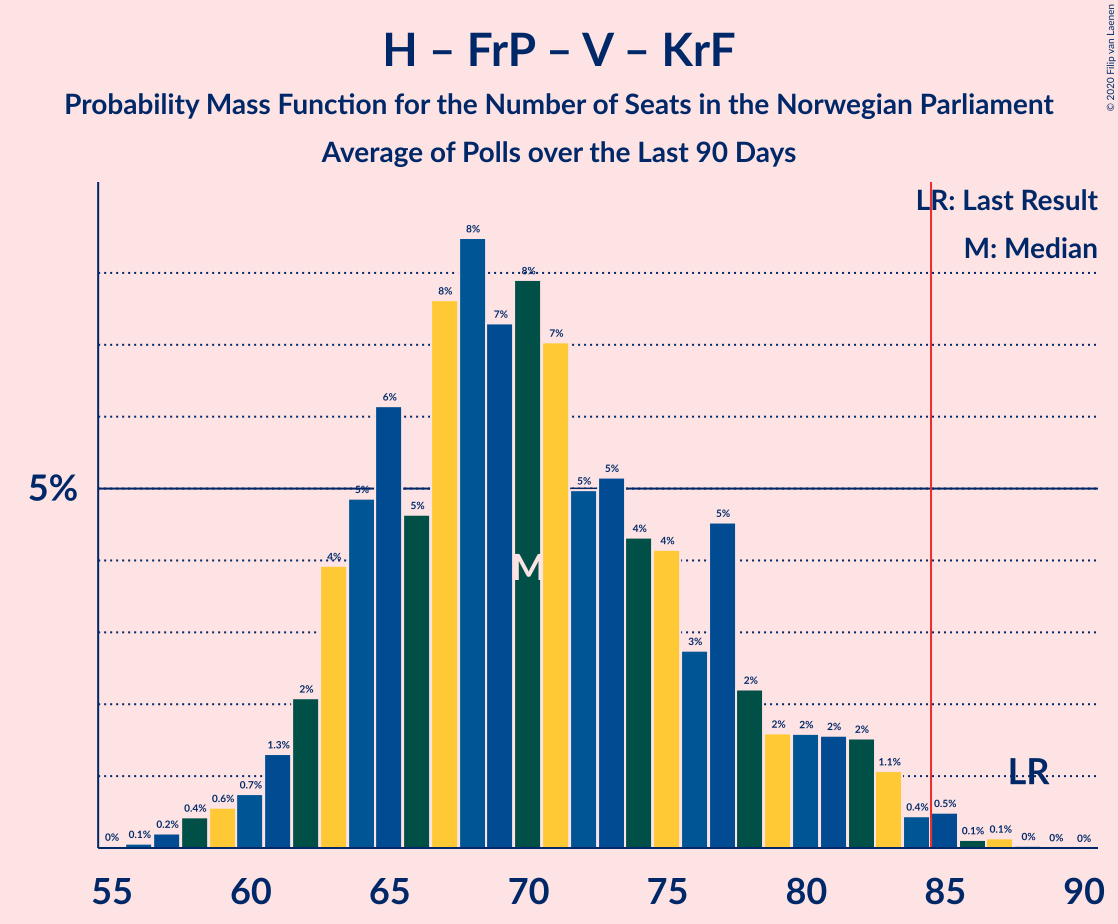 H – FrP – V – KrF
Probability Mass Function for the Number of Seats in the Norwegian Parliament
Average of Polls over the Last 90 Days
© 2020 Filip van Laenen
LR: Last Result
M: Median
5%
0% 0.1% 0.2% 0.4% 0.6% 0.7% 1.3% 2% 4% 5% 6% 5% 8% 8% 7% 8% 7% 5% 5% 4% 4% 3% 5% 2% 2% 2% 2% 2% 1.1% 0.4% 0.5% 0.1% 0.1% 0% 0% 0%
M
LR
55 60 65 70 75 80 85 90